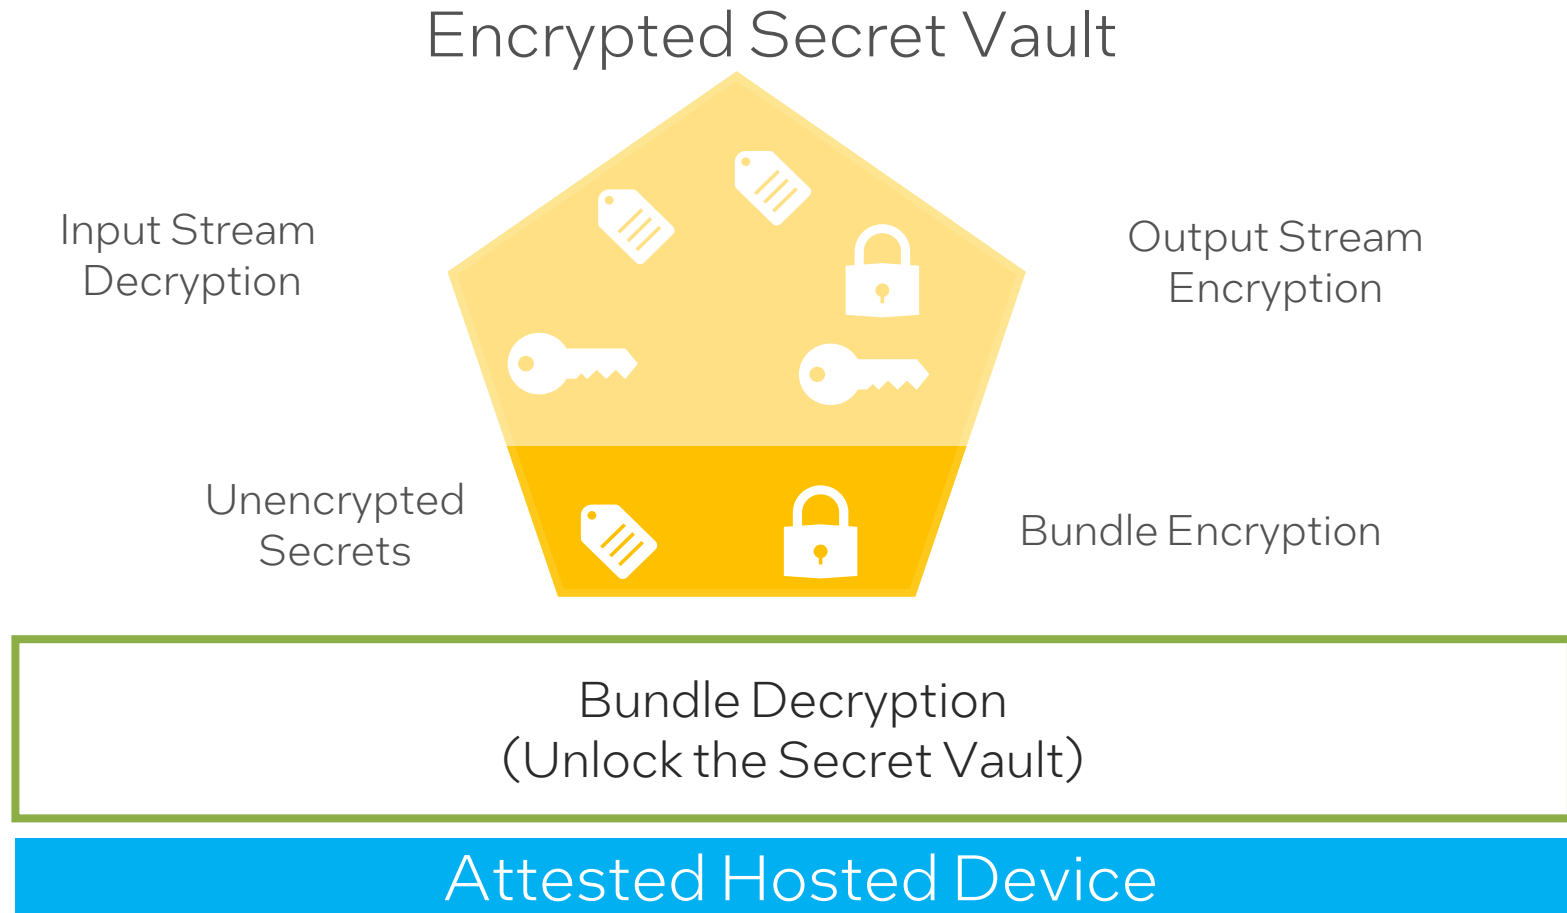 Encrypted Secret Vault
Input Stream
Decryption
Output Stream
Encryption
Unencrypted
Secrets
Bundle Encryption
Bundle Decryption
(Unlock the Secret Vault)
Attested Hosted Device